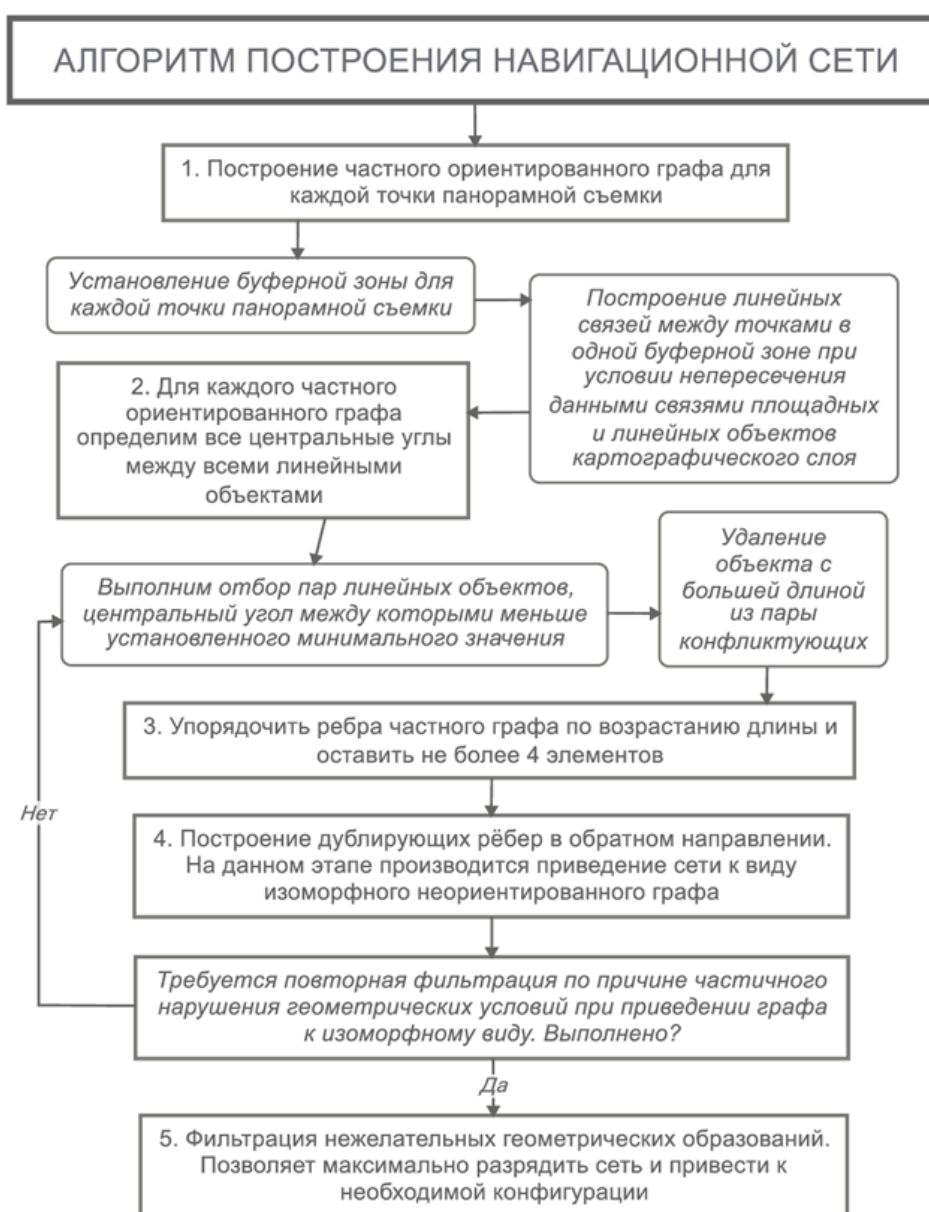 АЛГОРИТМ ПОСТРОЕНИЯ НАВИГАЦИОННОЙ СЕТИ
1. Построение частного ориентированного графа для
каждой точки панорамной съемки
Установление буферной зоны для
каждой точки панорамной съемки
Построение линейных
связей между точками в
одной буферной зоне при
условии непересечения
данными связями площадных
и линейных объектов
картографического слоя
2. Для каждого частного
ориентированного графа
определим все центральные углы
между всеми линейными
объектами
Выполним отбор пар линейных объектов,
центральный угол между которыми меньше
установленного минимального значения
Удаление
объекта с
большей длиной
из пары
конфликтующих
3. Упорядочить ребра частного графа по возрастанию длины и
оставить не более 4 элементов
4. Построение дублирующих рёбер в обратном направлении.
На данном этапе производится приведение сети к виду
изоморфного неориентированного графа
Требуется повторная фильтрация по причине частичного
нарушения геометрических условий при приведении графа
к изоморфному виду. Выполнено?
Нет
Да
5. Фильтрация нежелательных геометрических образований.
Позволяет максимально разрядить сеть и привести к
необходимой конфигурации